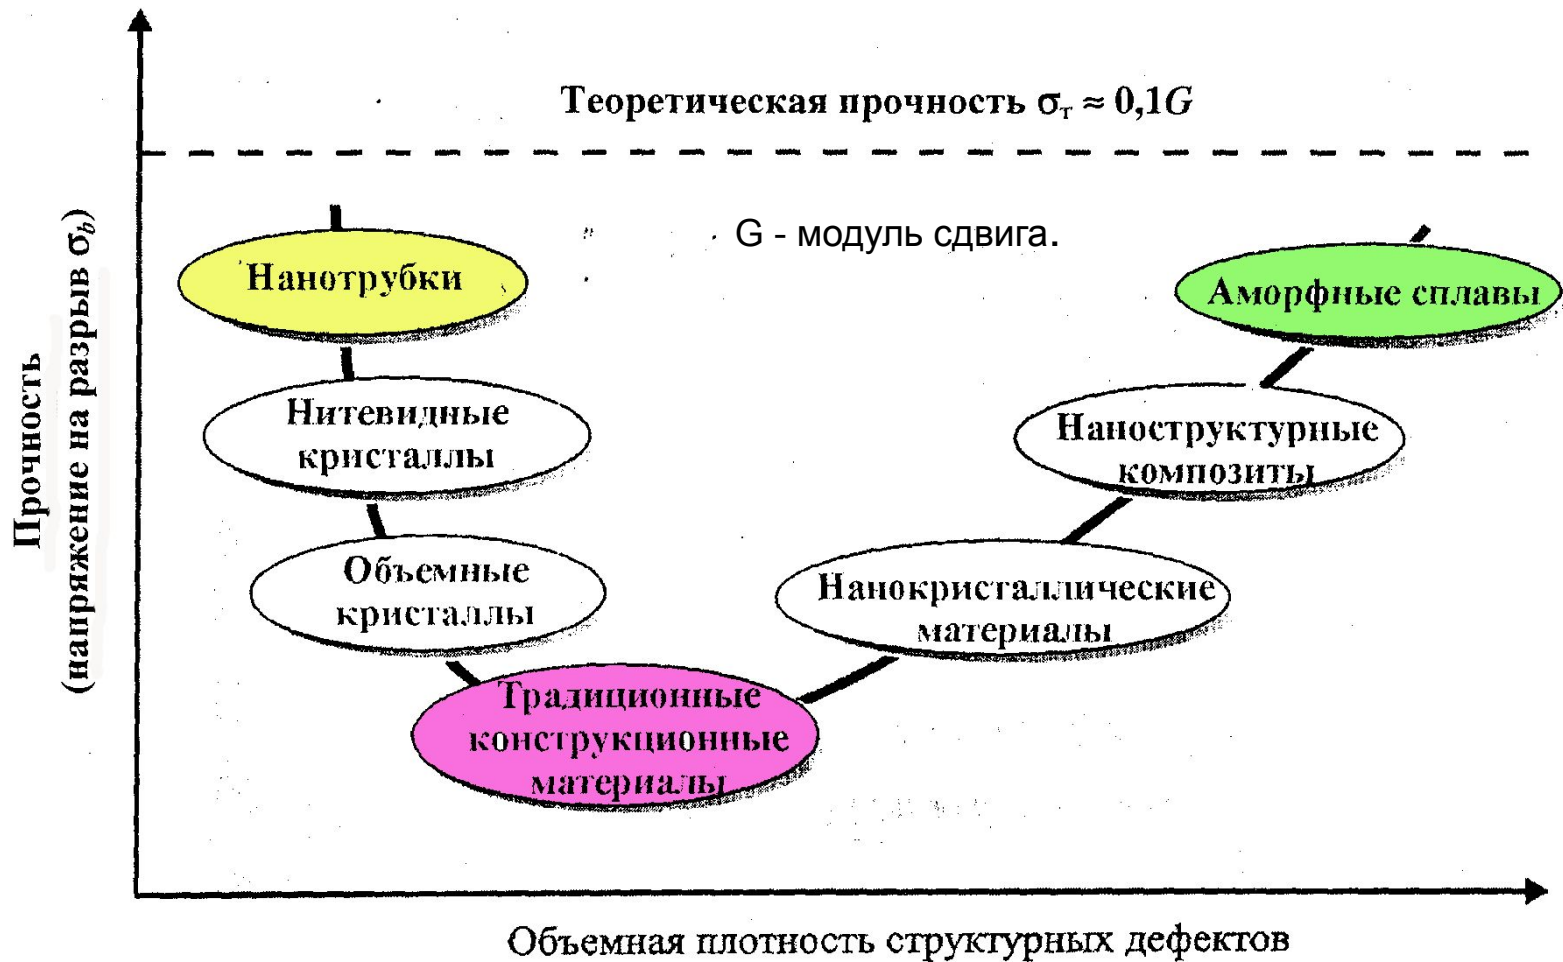 Теоретическая прочность σт ≈ 0,1G
G - модуль сдвига.
Прочность
(напряжение на разрыв σb)
Нанотрубки
Аморфные сплавы
Нитевидные
кристаллы
Наноструктурные
композиты
Объемные
кристаллы
Нанокристаллические
материалы
Традиционные
конструкционные
материалы
Объемная плотность структурных дефектов